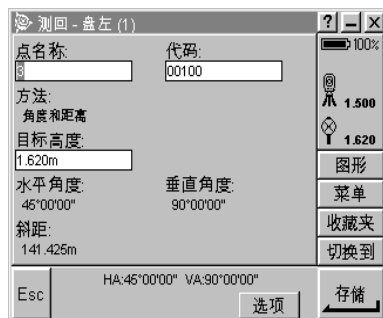 测回 - 盘左 (1)
? – X
点名称:
代码:
3
00100
方法:
角度和距离
目标高度:
1.620m
水平角度:
垂直角度:
45°00'00"
90°00'00"
斜距:
141.425m
100%
1.500
1.620
图形
菜单
收藏夹
切换到
Esc
HA:45°00'00" VA:90°00'00"
选项
存储